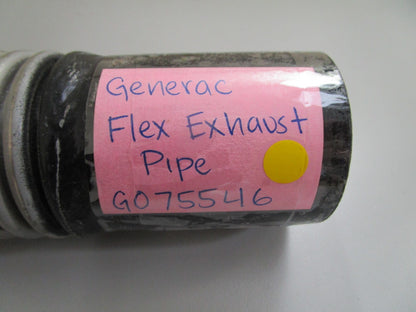 Generac
Flex Exhaust
Pipe
G075546